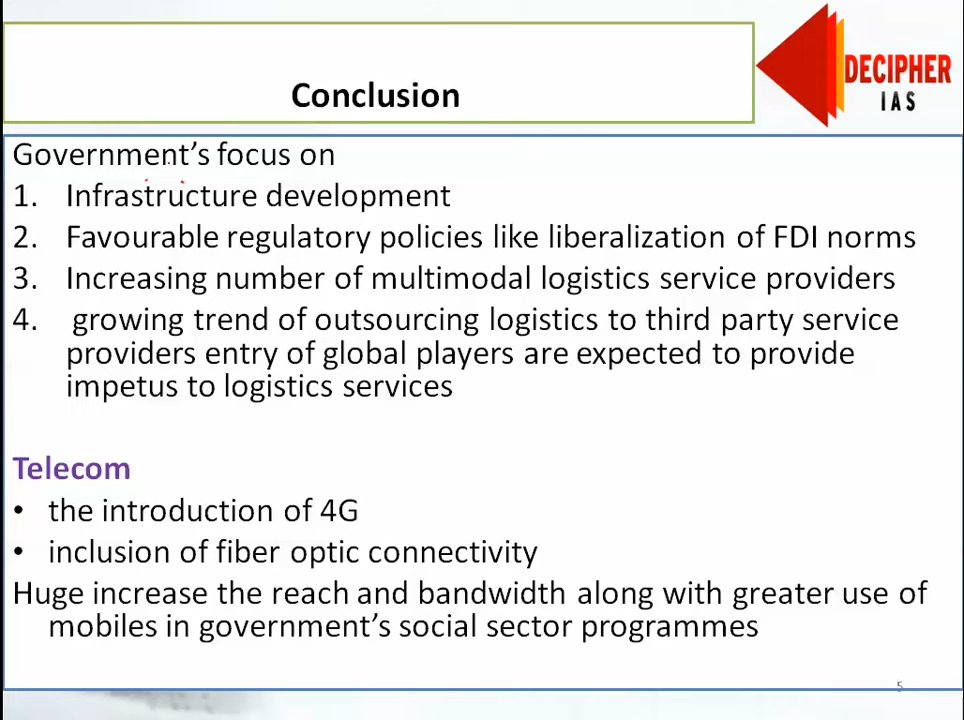 Conclusion
DECIPHER
IAS
Government’s focus on
1. Infrastructure development
2. Favourable regulatory policies like liberalization of FDI norms
3. Increasing number of multimodal logistics service providers
4. growing trend of outsourcing logistics to third party service
providers entry of global players are expected to provide
impetus to logistics services
Telecom
• the introduction of 4G
• inclusion of fiber optic connectivity
Huge increase the reach and bandwidth along with greater use of
mobiles in government’s social sector programmes
5